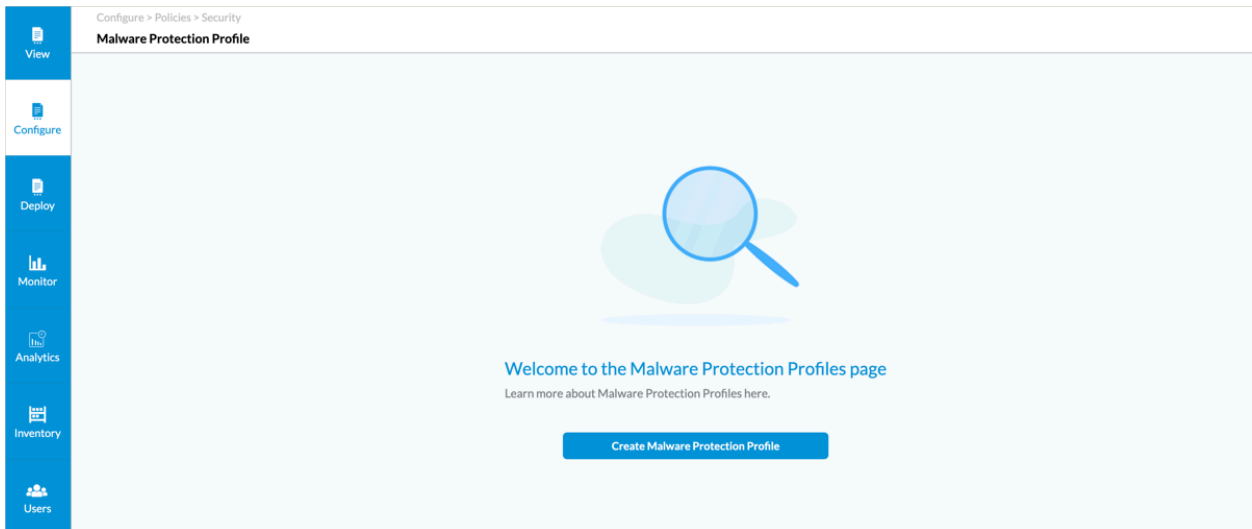 Configure > Policies > Security
Malware Protection Profile
View
Configure
Deploy
Monitor
Analytics
Inventory
Users
Welcome to the Malware Protection Profiles page
Learn more about Malware Protection Profiles here.
Create Malware Protection Profile